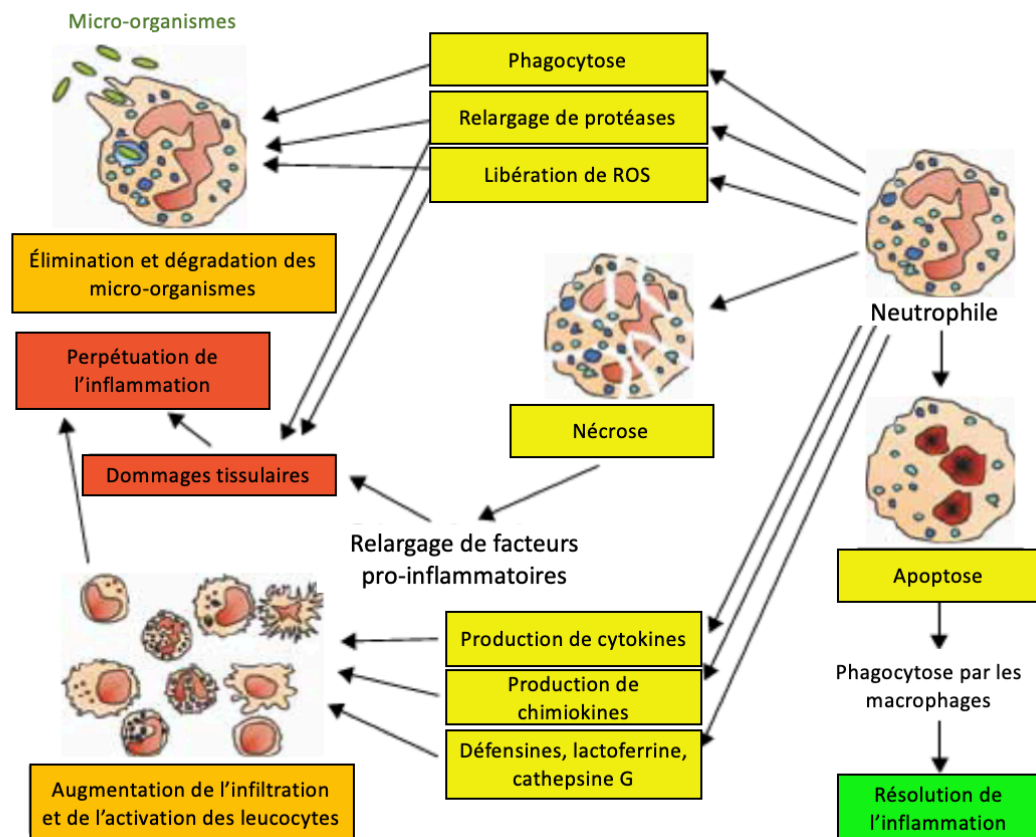 Micro-organismes
Phagocytose
Relargage de protéases
Libération de ROS
Élimination et dégradation des
micro-organismes
Neutrophile
Perpétuation de
l'inflammation
Nécrose
Dommages tissulaires
Relargage de facteurs
pro-inflammatoires
Apoptose
Production de cytokines
Phagocytose par les
macrophages
Production de
chimiokines
Défensines, lactoferrine,
cathepsine G
Augmentation de l'infiltration
et de l'activation des leucocytes
Résolution de
l'inflammation